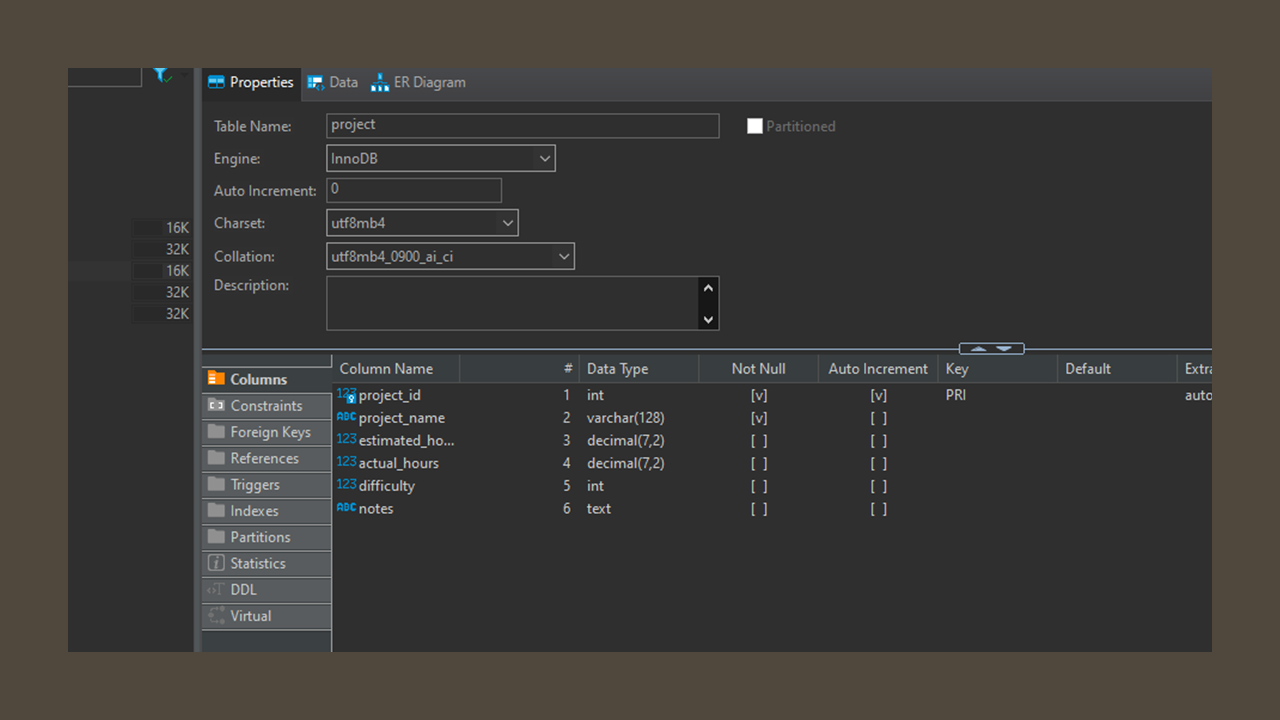 Properties Data ER Diagram
Table Name: project Partitioned
Engine: InnoDB
Auto Increment: 0
Charset: utf8mb4
Collation: utf8mb4_0900_ai_ci
Description:
16K
32K
16K
32K
32K
Columns
Constraints
Foreign Keys
References
Triggers
Indexes
Partitions
Statistics
DDL
Virtual
Column Name # Data Type Not Null Auto Increment Key Default Extra
123 project_id 1 int [v] [v] PRI auto
ABC project_name 2 varchar(128) [v] [ ]
123 estimated_ho... 3 decimal(7,2) [ ] [ ]
123 actual_hours 4 decimal(7,2) [ ] [ ]
123 difficulty 5 int [ ] [ ]
ABC notes 6 text [ ] [ ]